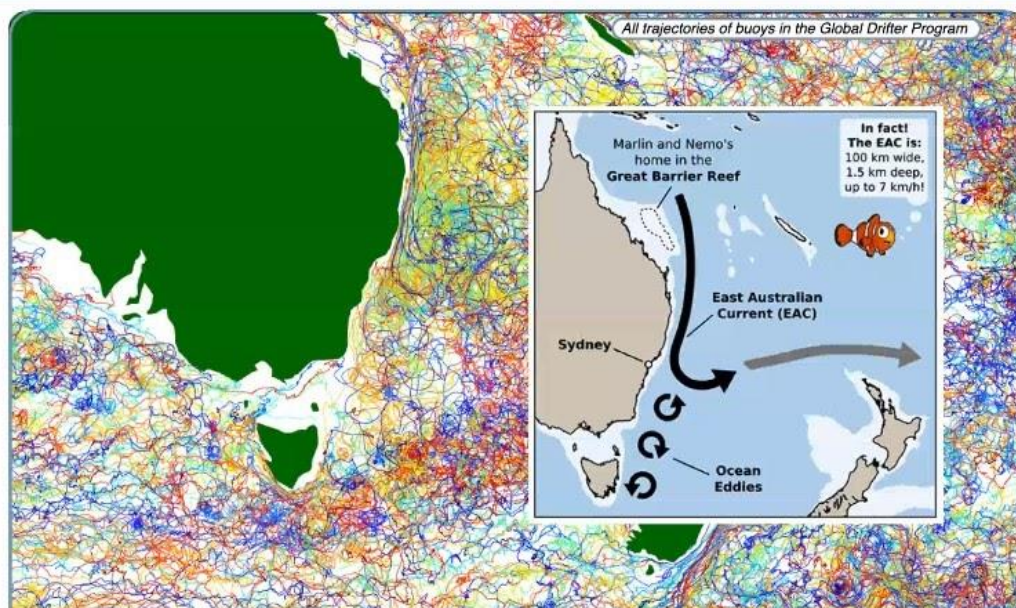 All trajectories of buoys in the Global Drifter Program
Marlin and Nemo's
home in the
Great Barrier Reef
In fact!
The EAC is:
100 km wide,
1.5 km deep,
up to 7 km/h!
East Australian
Current (EAC)
Sydney
Ocean
Eddies